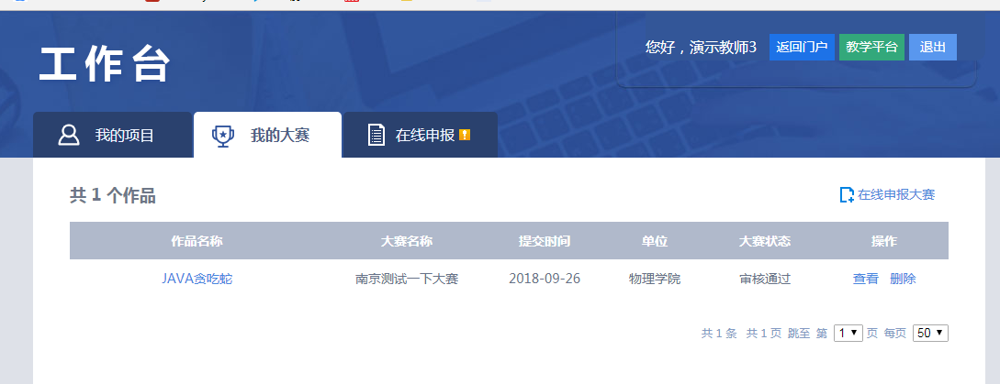 工作台
您好，演示教师3 返回门户 教学平台 退出
我的项目 我的大赛 在线申报
共 1 个作品 在线申报大赛
作品名称 大赛名称 提交时间 单位 大赛状态 操作
JAVA贪吃蛇 南京测试一下大赛 2018-09-26 物理学院 审核通过 查看 删除
共 1 条 共 1 页 跳至 第 1 页 每页 50